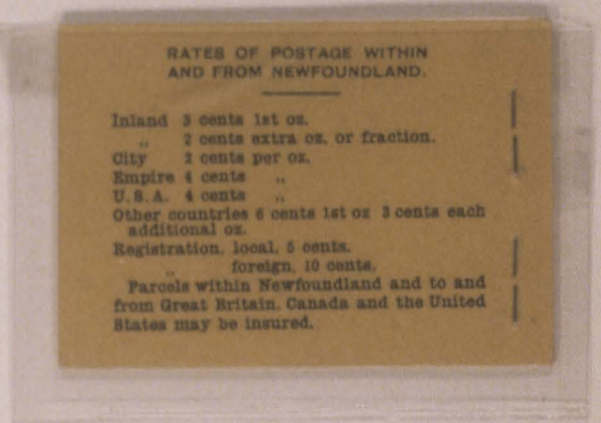 RATES OF POSTAGE WITHIN
AND FROM NEWFOUNDLAND.
Inland 3 cents 1st oz.
„ 2 cents extra oz. or fraction.
City 2 cents per oz.
Empire 4 cents „
U.S.A. 4 cents „
Other countries 6 cents 1st oz 3 cents each
additional oz.
Registration. local, 5 cents.
„ foreign, 10 cents,
Parcels within Newfoundland and to and
from Great Britain. Canada and the United
States may be insured.